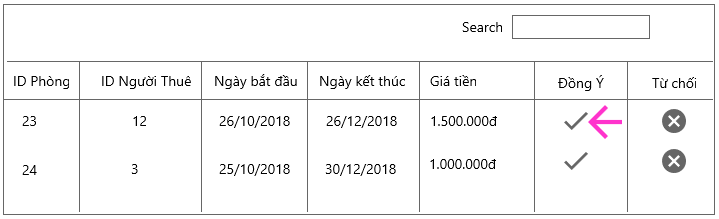 Search
ID Phòng ID Người Thuê Ngày bắt đầu Ngày kết thúc Giá tiền Đồng Ý Từ chối
23 12 26/10/2018 26/12/2018 1.500.000đ
24 3 25/10/2018 30/12/2018 1.000.000đ